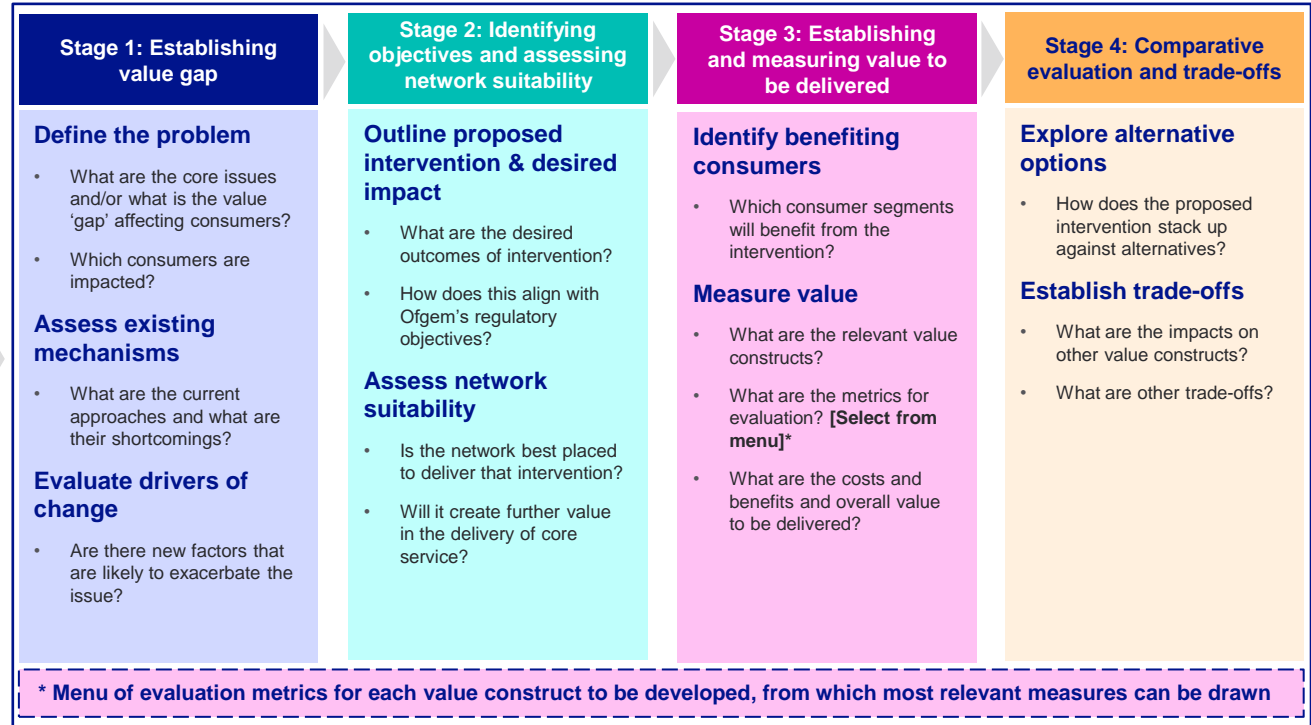 Stage 1: Establishing
value gap
Define the problem
• What are the core issues
and/or what is the value
‘gap’ affecting consumers?
• Which consumers are
impacted?
Assess existing
mechanisms
• What are the current
approaches and what are
their shortcomings?
Evaluate drivers of
change
• Are there new factors that
are likely to exacerbate the
issue?
Stage 2: Identifying
objectives and assessing
network suitability
Outline proposed
intervention & desired
impact
• What are the desired
outcomes of intervention?
• How does this align with
Ofgem’s regulatory
objectives?
Assess network
suitability
• Is the network best placed
to deliver that intervention?
• Will it create further value
in the delivery of core
service?
Stage 3: Establishing
and measuring value to
be delivered
Identify benefiting
consumers
• Which consumer segments
will benefit from the
intervention?
Measure value
• What are the relevant value
constructs?
• What are the metrics for
evaluation? [Select from
menu]*
• What are the costs and
benefits and overall value
to be delivered?
Stage 4: Comparative
evaluation and trade-offs
Explore alternative
options
• How does the proposed
intervention stack up
against alternatives?
Establish trade-offs
• What are the impacts on
other value constructs?
• What are other trade-offs?
* Menu of evaluation metrics for each value construct to be developed, from which most relevant measures can be drawn